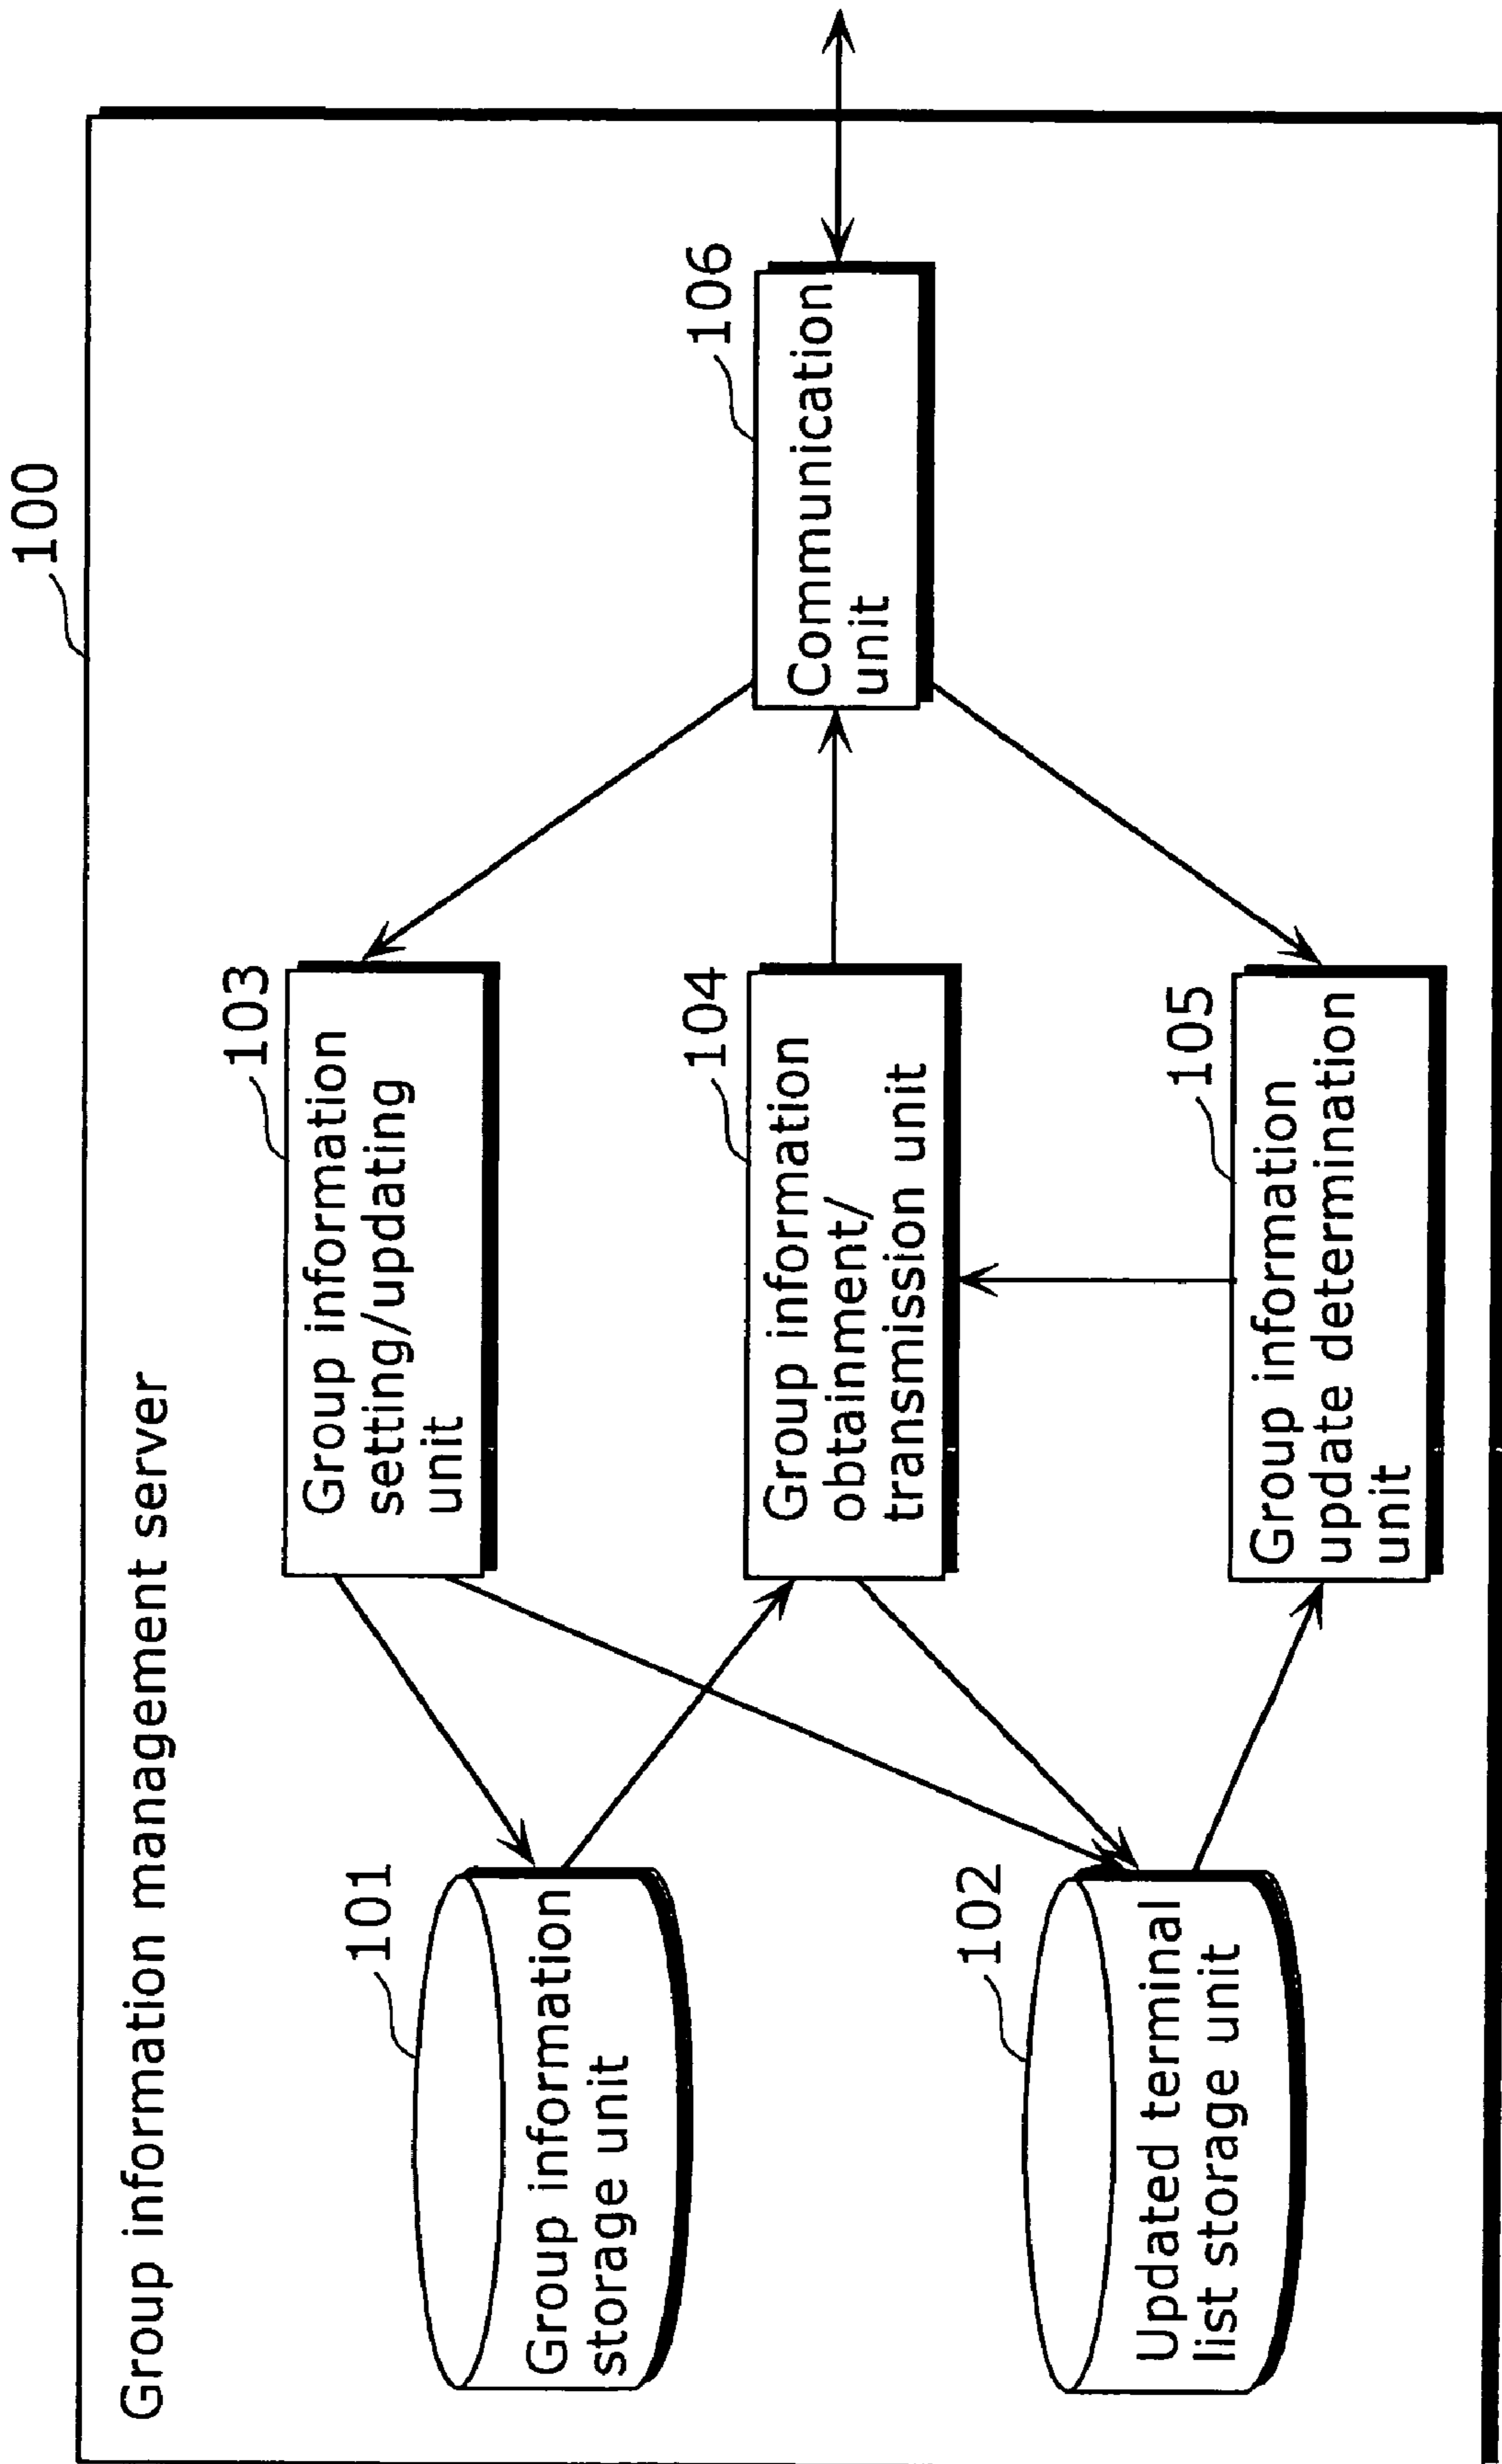 100
Group information management server
101
Group information
storage unit
102
Updated terminal
list storage unit
103
Group information
setting/updating
unit
104
Group information
obtainment/
transmission unit
105
Group information
update determination
unit
106
Communication
unit